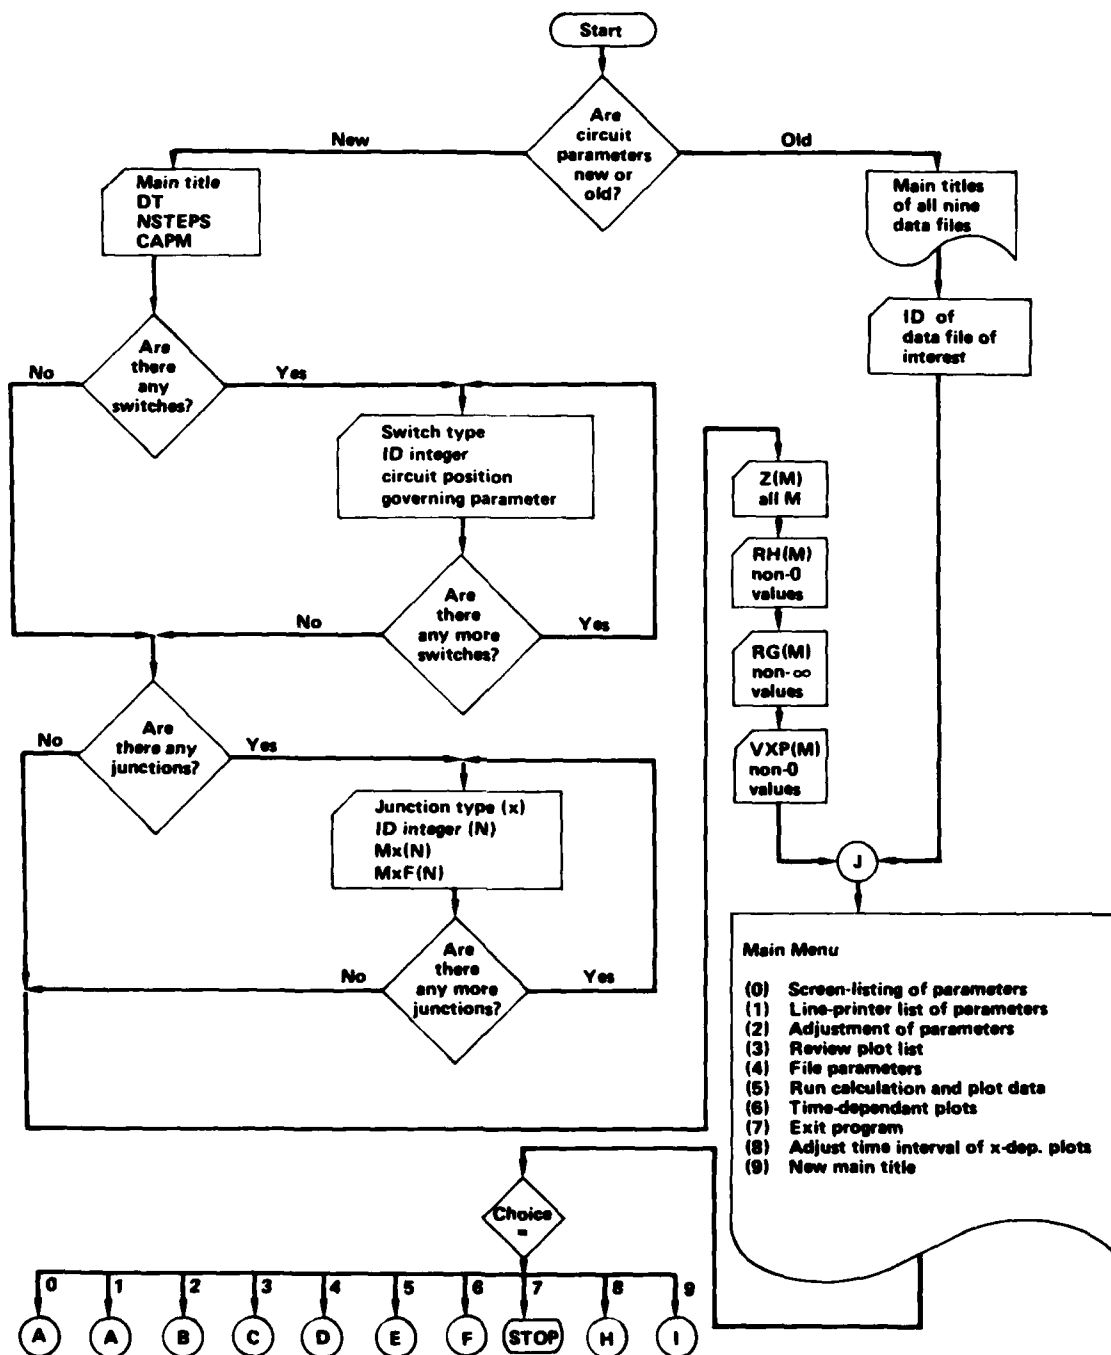 Start
Are
circuit
parameters
new or
old?
New
Old
Main title
DT
NSTEPS
CAPM
Main titles
of all nine
data files
ID of
data file of
interest
Are
there
any
switches?
No
Yes
Switch type
ID integer
circuit position
governing parameter
Are
there
any more
switches?
No
Yes
Z(M)
all M
RH(M)
non-0
values
RG(M)
non-∞
values
VXP(M)
non-0
values
Are
there any
junctions?
No
Yes
Junction type (x)
ID integer (N)
Mx(N)
MxF(N)
Are
there
any more
junctions?
No
Yes
J
Main Menu
(0) Screen-listing of parameters
(1) Line-printer list of parameters
(2) Adjustment of parameters
(3) Review plot list
(4) File parameters
(5) Run calculation and plot data
(6) Time-dependant plots
(7) Exit program
(8) Adjust time interval of x-dep. plots
(9) New main title
Choice
=
0 1 2 3 4 5 6 7 8 9
A A B C D E F STOP H I